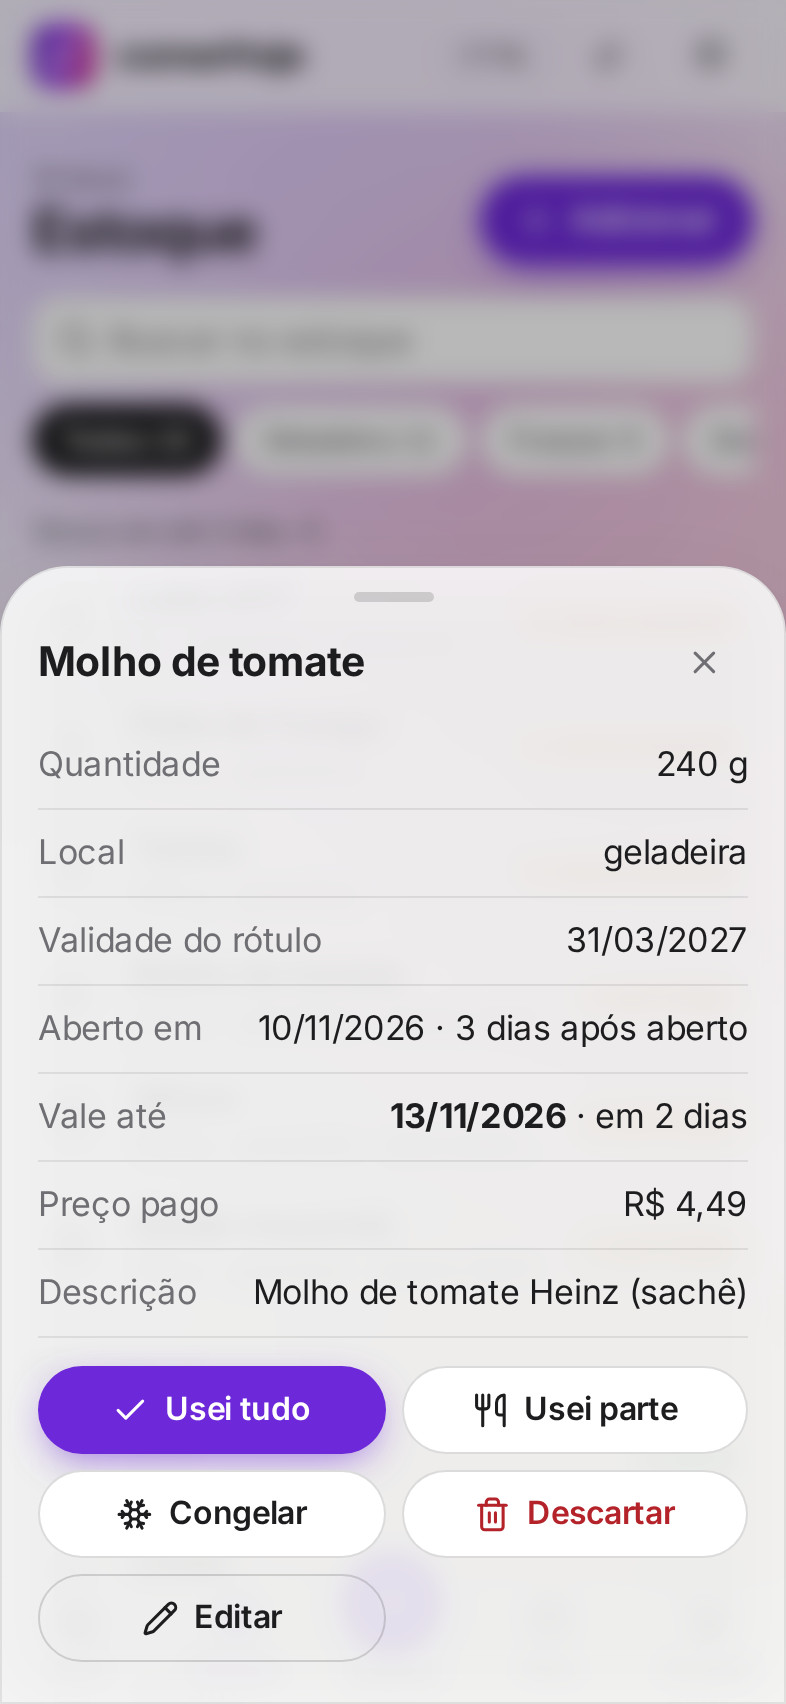 Estoque
Molho de tomate
Quantidade 240 g
Local geladeira
Validade do rótulo 31/03/2027
Aberto em 10/11/2026 · 3 dias após aberto
Vale até 13/11/2026 · em 2 dias
Preço pago R$ 4,49
Descrição Molho de tomate Heinz (sachê)
Usei tudo Usei parte
Congelar Descartar
Editar